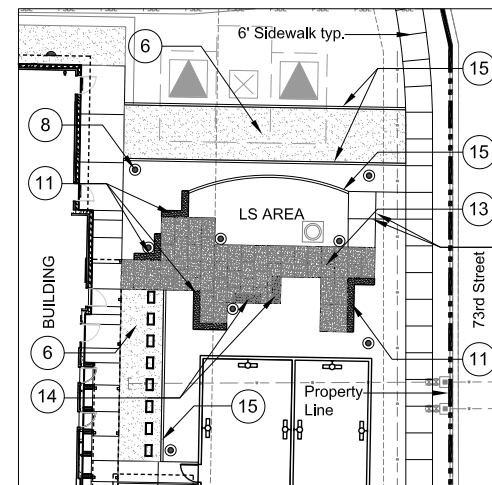 6
6' Sidewalk typ.
15
8
15
11
LS AREA
13
BUILDING
73rd Street
6
11
14
15
Property
Line